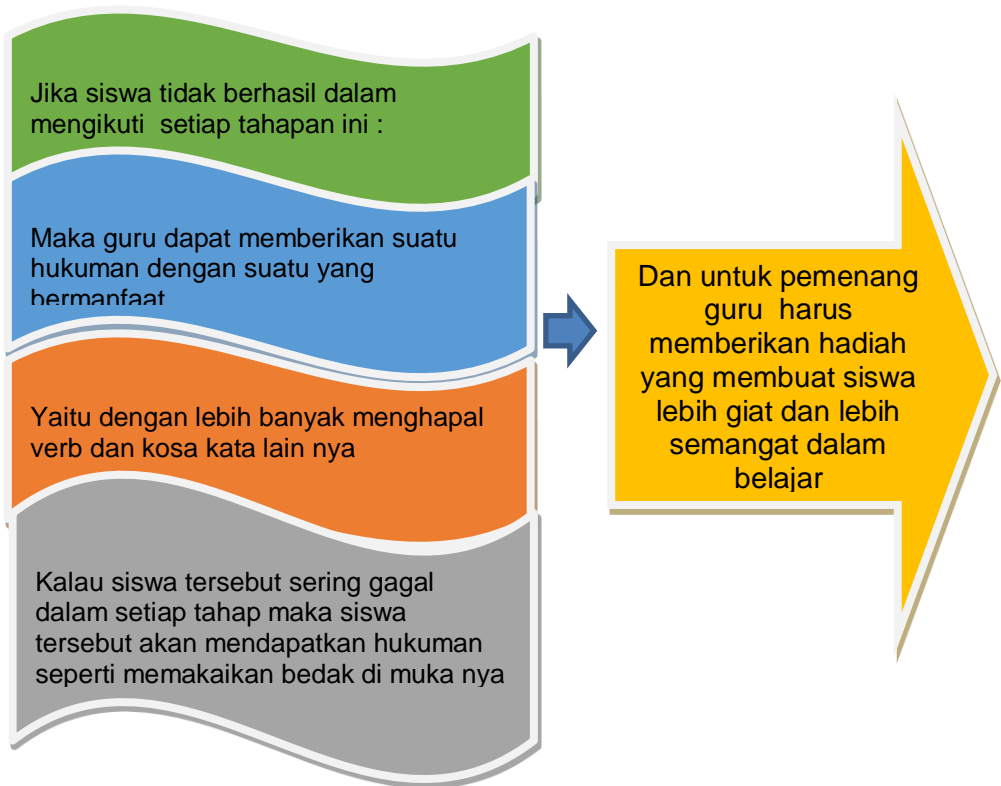 Jika siswa tidak berhasil dalam
mengikuti setiap tahapan ini :
Maka guru dapat memberikan suatu
hukuman dengan suatu yang
bermanfaat
Yaitu dengan lebih banyak menghapal
verb dan kosa kata lain nya
Kalau siswa tersebut sering gagal
dalam setiap tahap maka siswa
tersebut akan mendapatkan hukuman
seperti memakaikan bedak di muka nya
Dan untuk pemenang
guru harus
memberikan hadiah
yang membuat siswa
lebih giat dan lebih
semangat dalam
belajar